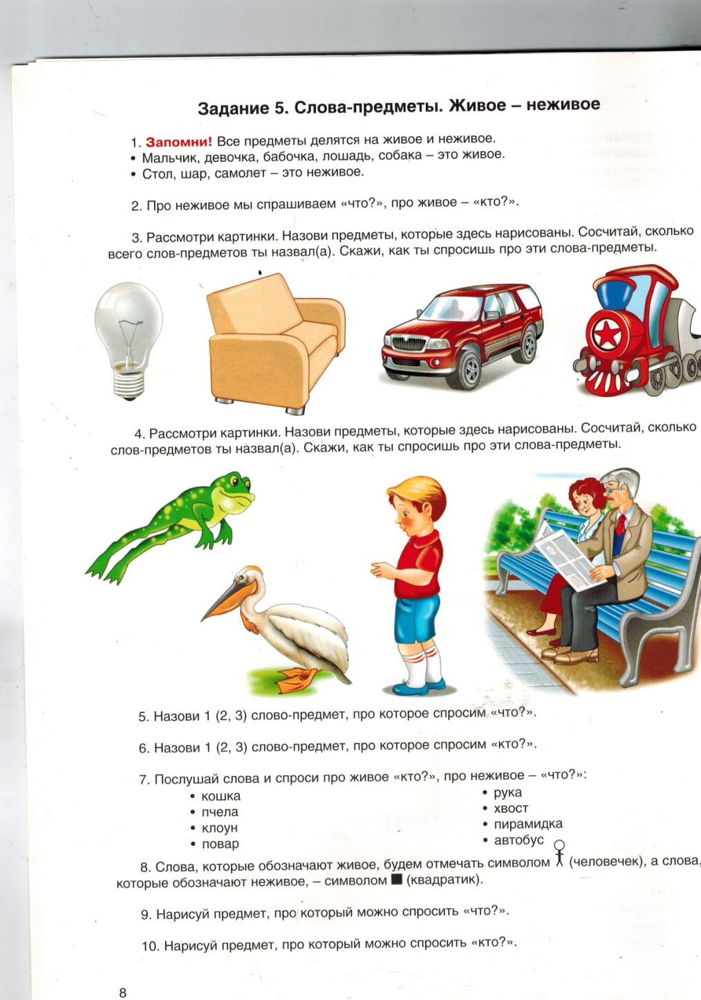 Задание 5. Слова-предметы. Живое – неживое
1. Запомни! Все предметы делятся на живое и неживое.
• Мальчик, девочка, бабочка, лошадь, собака – это живое.
• Стол, шар, самолет – это неживое.
2. Про неживое мы спрашиваем «что?», про живое – «кто?».
3. Рассмотри картинки. Назови предметы, которые здесь нарисованы. Сосчитай, сколько
всего слов-предметов ты назвал(а). Скажи, как ты спросишь про эти слова-предметы.
4. Рассмотри картинки. Назови предметы, которые здесь нарисованы. Сосчитай, сколько
слов-предметов ты назвал(а). Скажи, как ты спросишь про эти слова-предметы.
5. Назови 1 (2, 3) слово-предмет, про которое спросим «что?».
6. Назови 1 (2, 3) слово-предмет, про которое спросим «кто?».
7. Послушай слова и спроси про живое «кто?», про неживое – «что?»:
• кошка
• пчела
• клоун
• повар
• рука
• хвост
• пирамидка
• автобус
8. Слова, которые обозначают живое, будем отмечать символом (человечек), а слова,
которые обозначают неживое, – символом ■ (квадратик).
9. Нарисуй предмет, про который можно спросить «что?».
10. Нарисуй предмет, про который можно спросить «кто?».
8